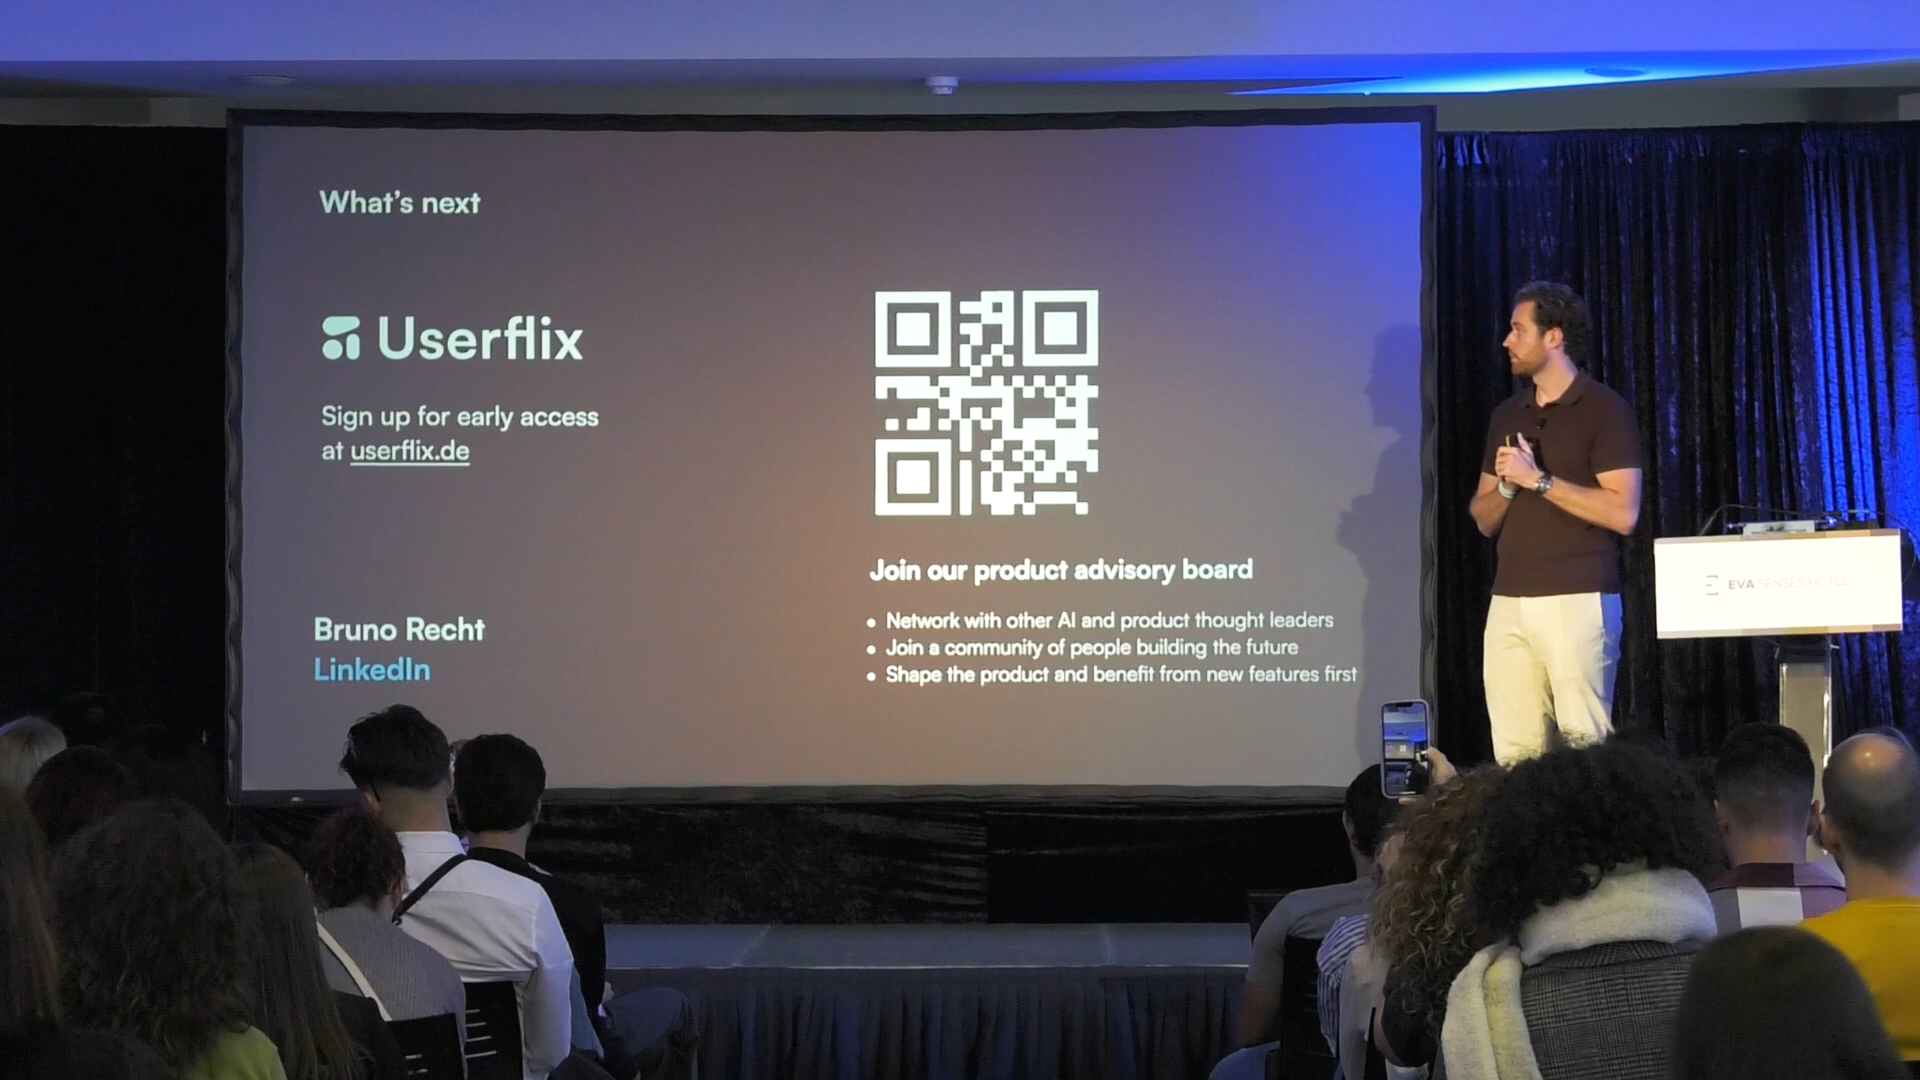 What's next
Userflix
Sign up for early access
at userflix.de
Bruno Recht
LinkedIn
Join our product advisory board
• Network with other AI and product thought leaders
• Join a community of people building the future
• Shape the product and benefit from new features first
EVA SENSES HOTEL